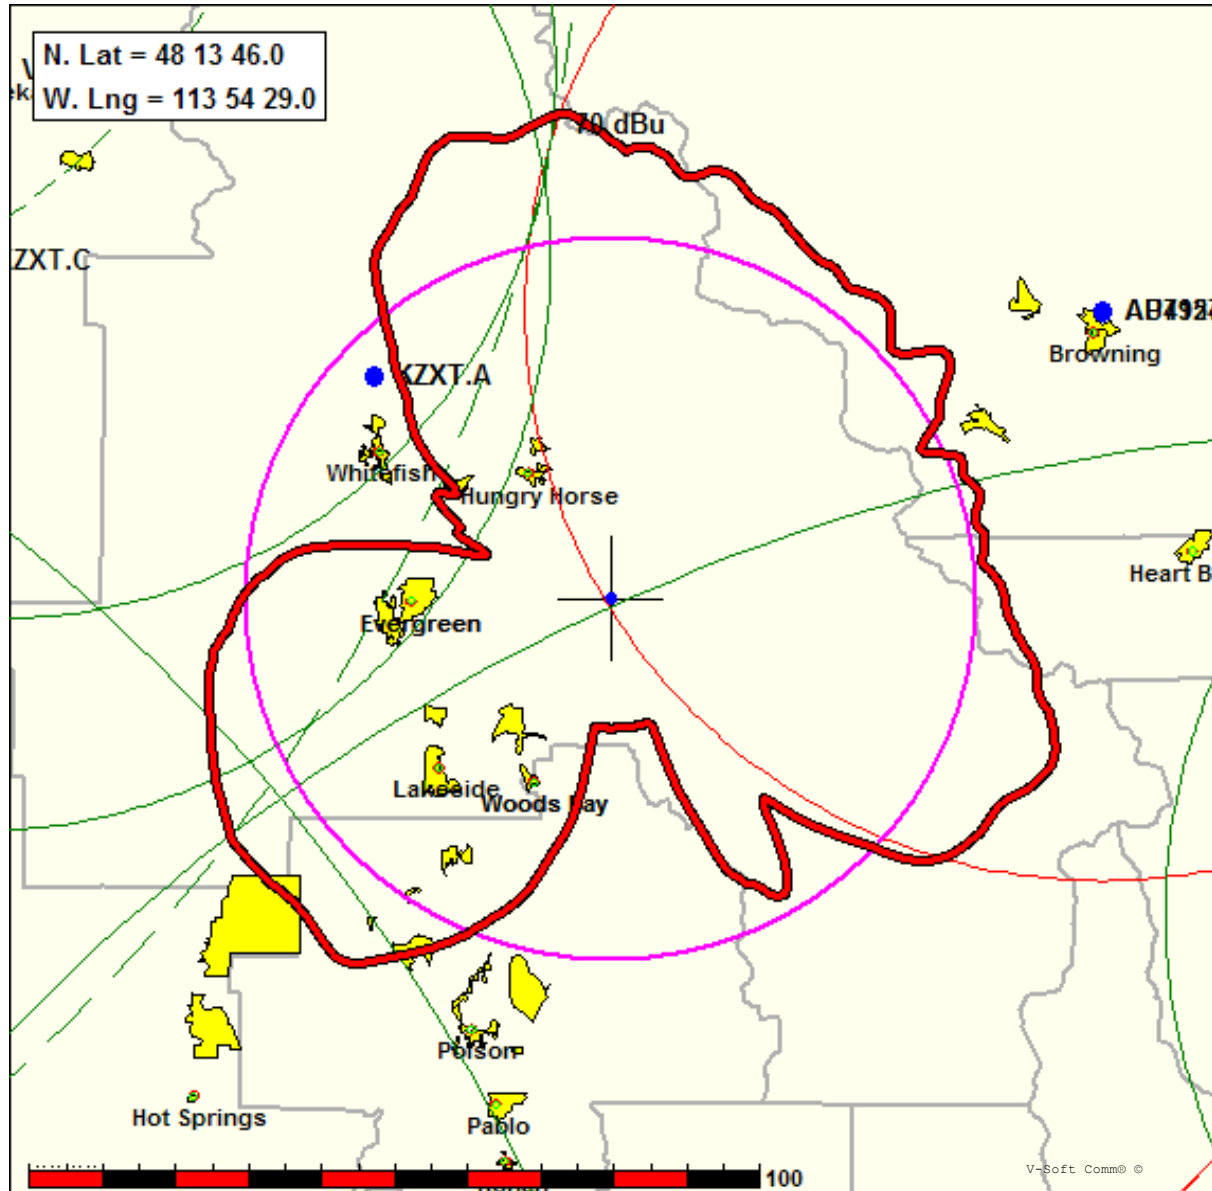 N. Lat = 48 13 46.0
W. Lng = 113 54 29.0
70 dBu
ZXT.C
KZXT.A
Browning
Whitefish
Hungry Horse
Heart B
Evergreen
Lakeside
Woods Bay
Polson
Hot Springs
Pablo
100
V-Soft Comm® ©